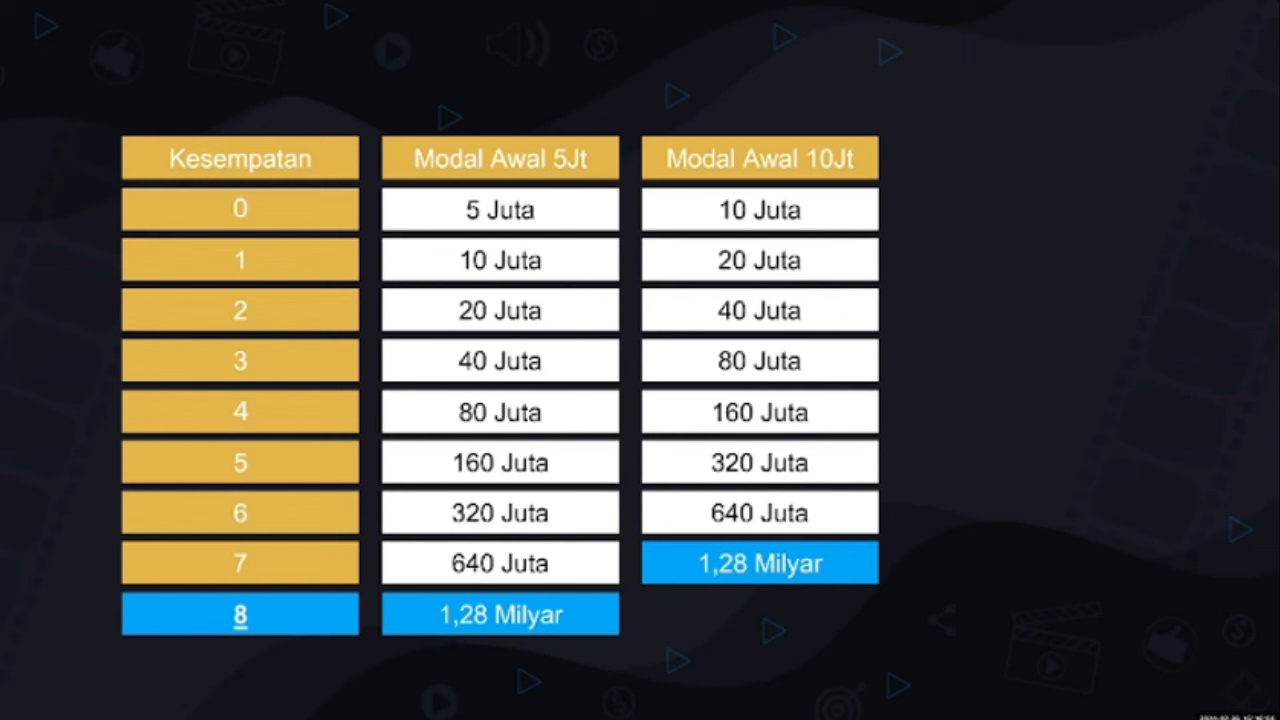 Kesempatan Modal Awal 5Jt Modal Awal 10Jt
0 5 Juta 10 Juta
1 10 Juta 20 Juta
2 20 Juta 40 Juta
3 40 Juta 80 Juta
4 80 Juta 160 Juta
5 160 Juta 320 Juta
6 320 Juta 640 Juta
7 640 Juta 1,28 Milyar
8 1,28 Milyar